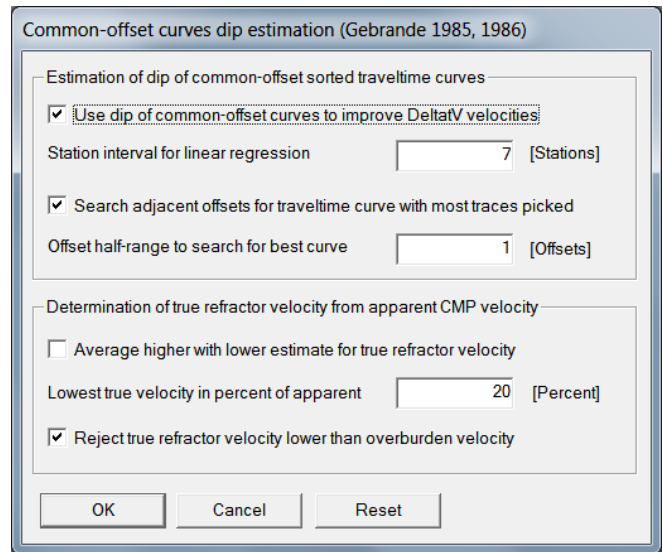 Common-offset curves dip estimation (Gebrande 1985, 1986)
Estimation of dip of common-offset sorted traveltime curves
Use dip of common-offset curves to improve DeltatV velocities
Station interval for linear regression 7 [Stations]
Search adjacent offsets for traveltime curve with most traces picked
Offset half-range to search for best curve 1 [Offsets]
Determination of true refractor velocity from apparent CMP velocity
Average higher with lower estimate for true refractor velocity
Lowest true velocity in percent of apparent 20 [Percent]
Reject true refractor velocity lower than overburden velocity
OK Cancel Reset